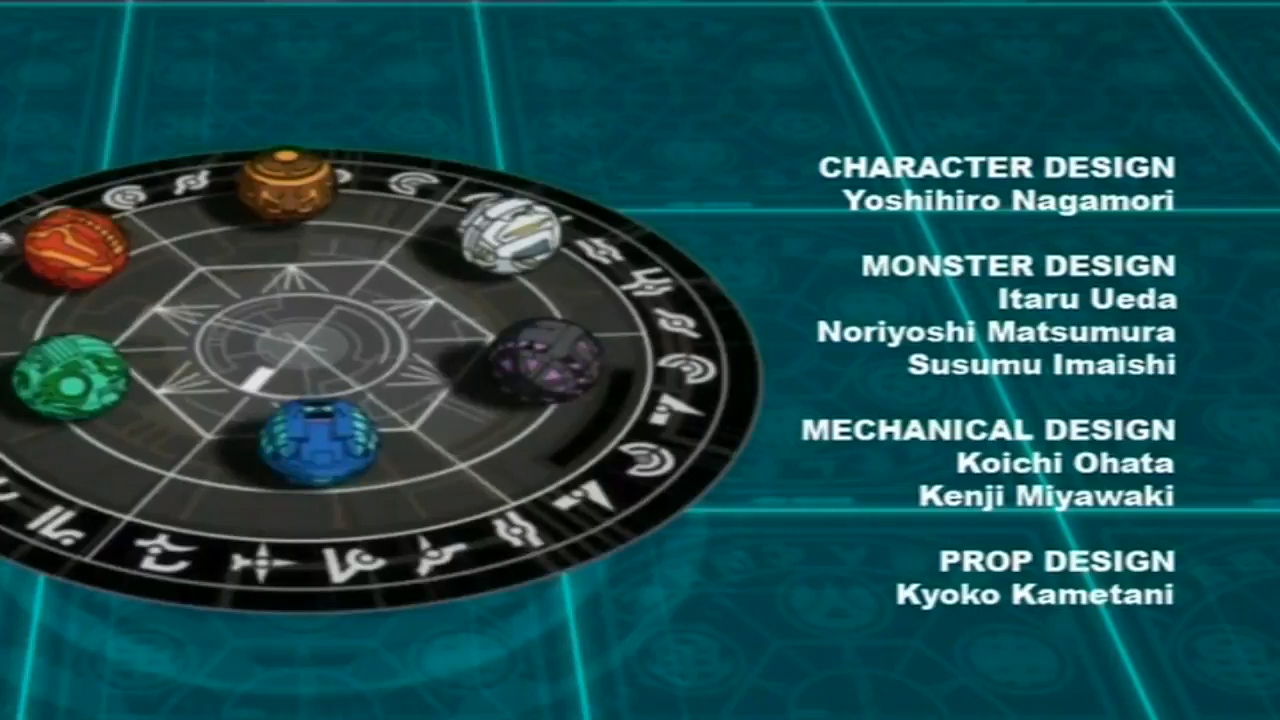 CHARACTER DESIGN
Yoshihiro Nagamori
MONSTER DESIGN
Itaru Ueda
Noriyoshi Matsumura
Susumu Imaishi
MECHANICAL DESIGN
Koichi Ohata
Kenji Miyawaki
PROP DESIGN
Kyoko Kametani